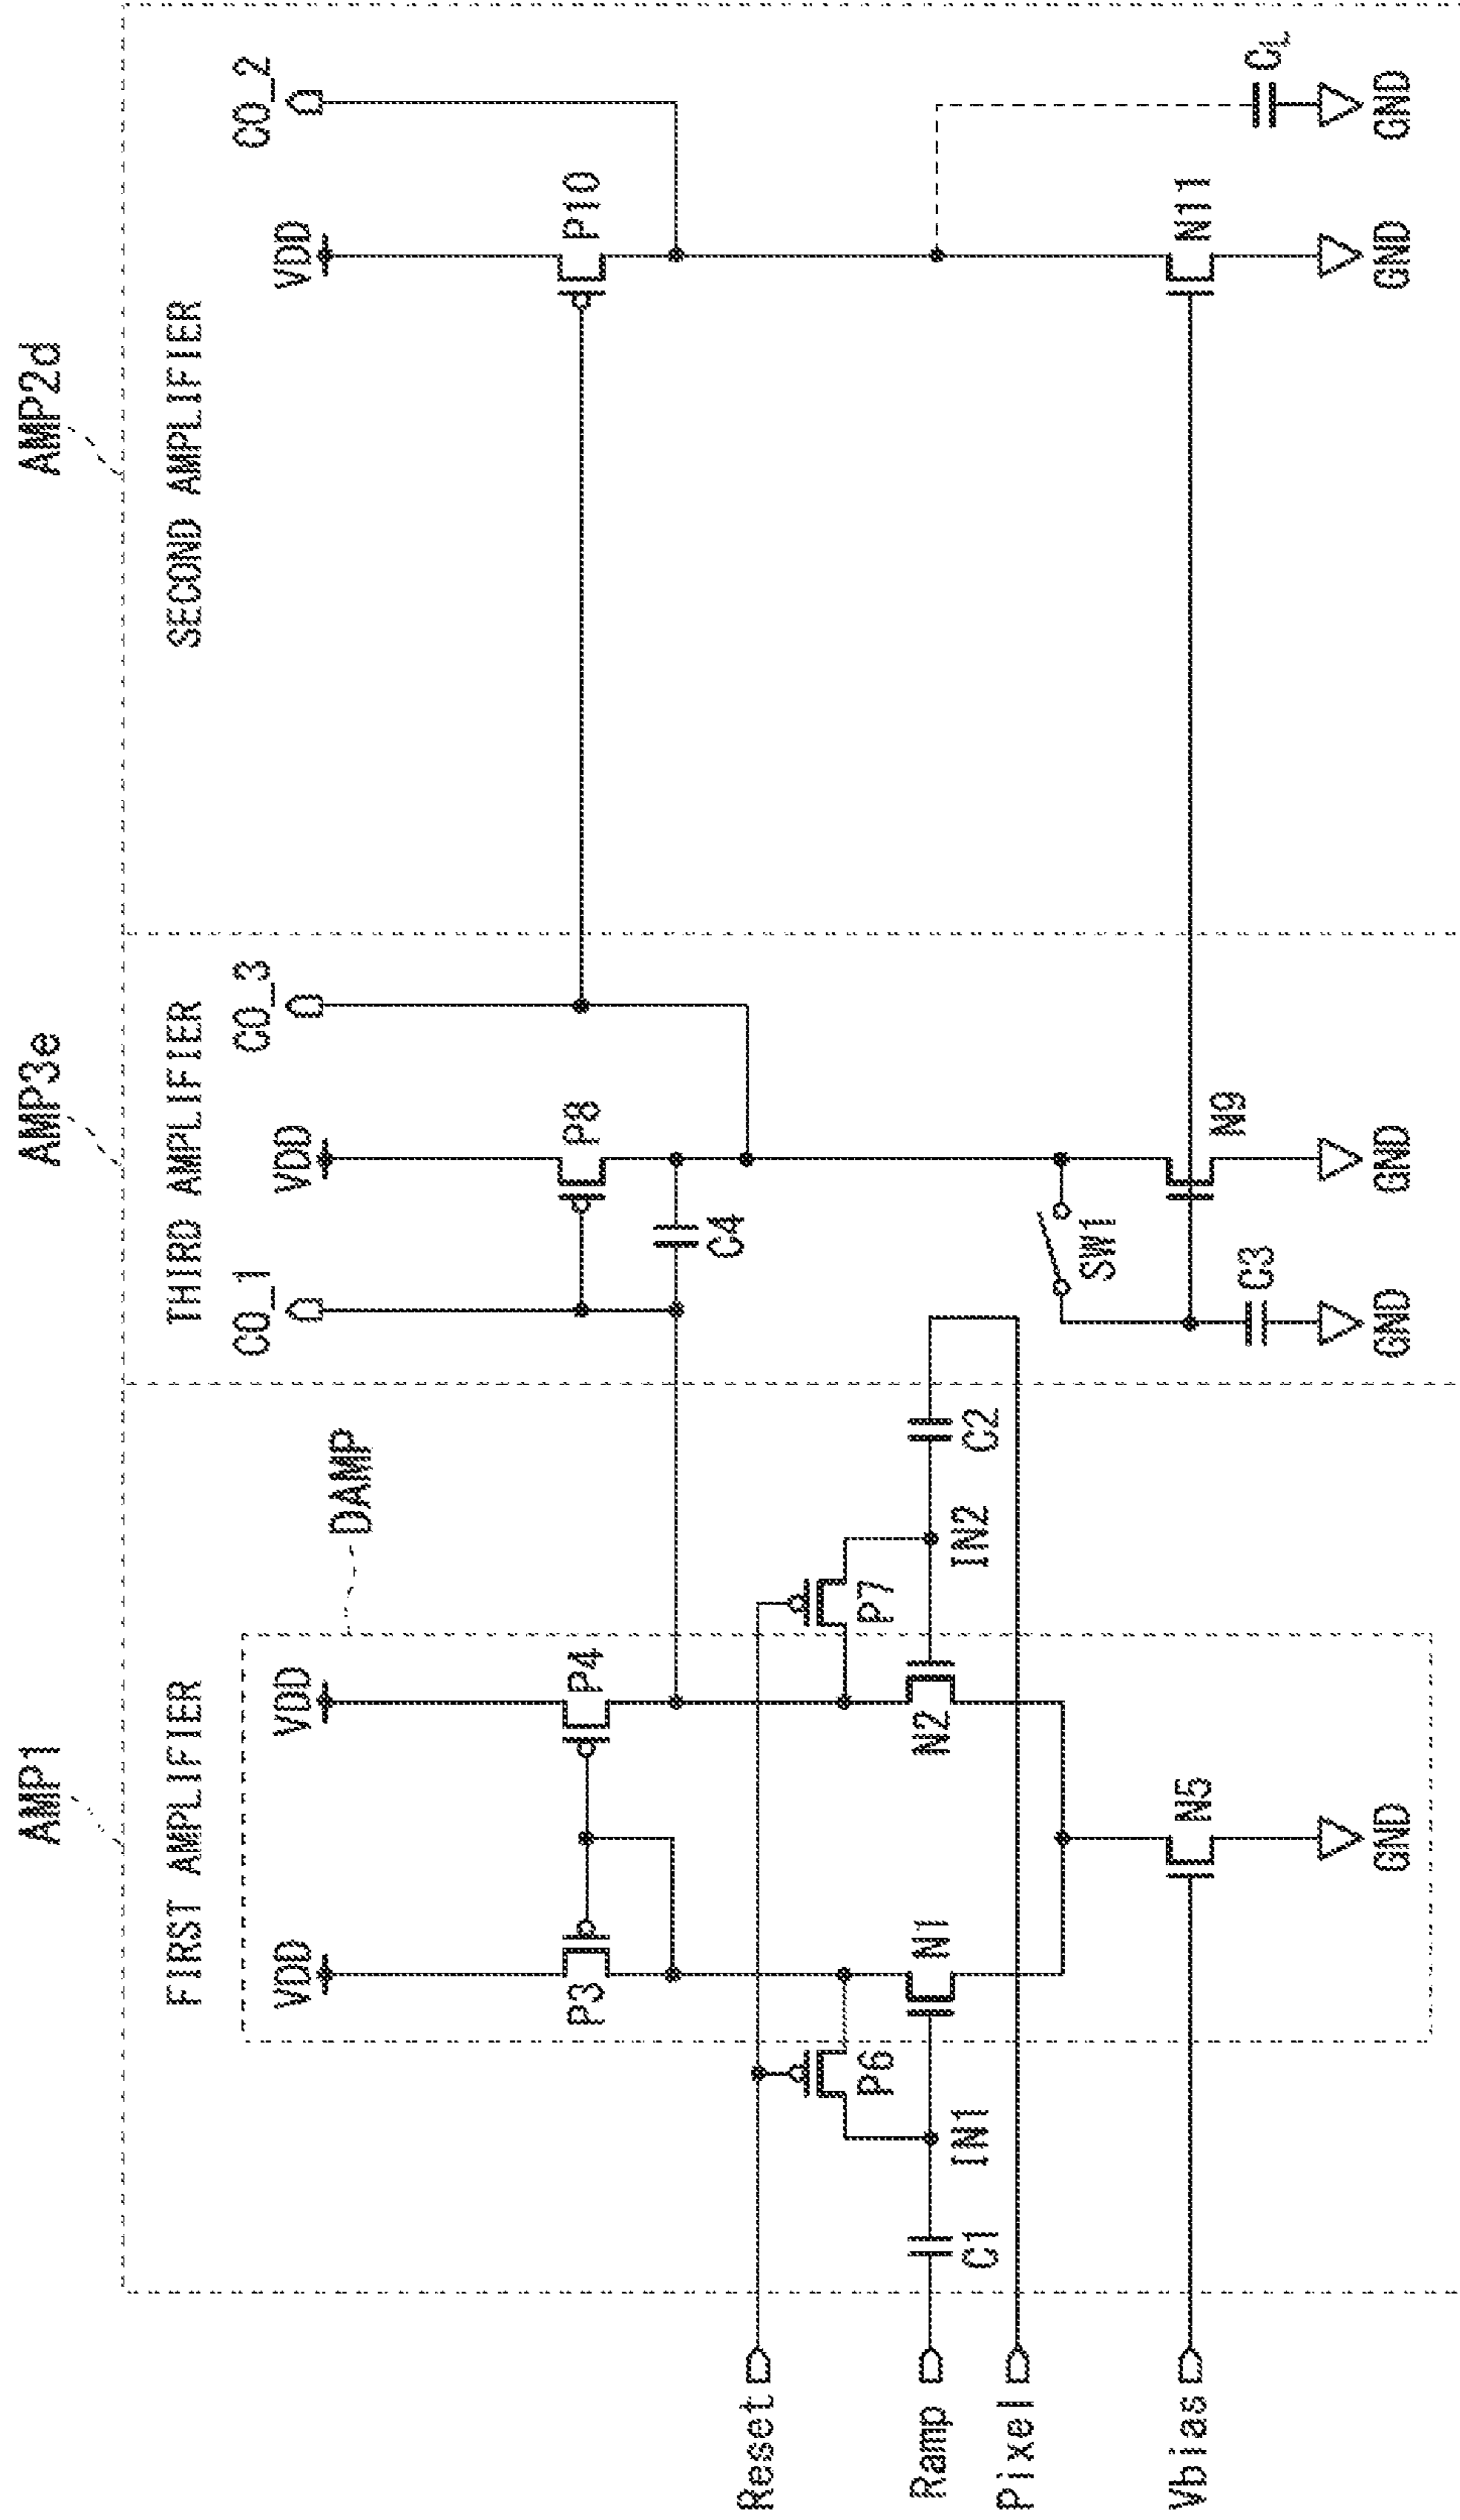 AMP1
AMP3e
AMP2d
FIRST AMPLIFIER
THIRD AMPLIFIER
SECOND AMPLIFIER
DAMP
CO_1
CO_3
CO_2
VDD
VDD
VDD
VDD
P3
P4
P8
P10
C4
Reset
P6
P7
Ramp
C1
IN1
N1
N2
IN2
C2
Pixel
SW1
Vbias
N5
N9
N11
C3
CL
GND
GND
GND
GND
GND